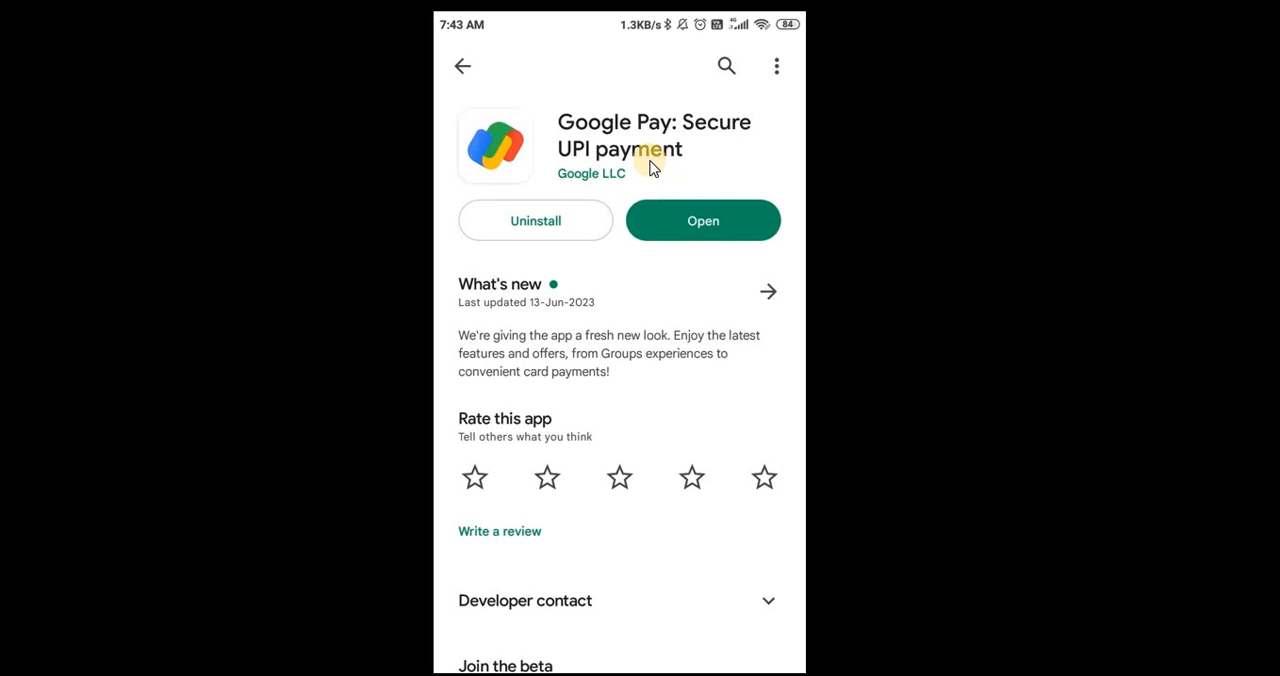 7:43 AM 1.3KB/s 4G 84
Google Pay: Secure
UPI payment
Google LLC
Uninstall Open
What's new
Last updated 13-Jun-2023
We're giving the app a fresh new look. Enjoy the latest
features and offers, from Groups experiences to
convenient card payments!
Rate this app
Tell others what you think
Write a review
Developer contact
Join the beta